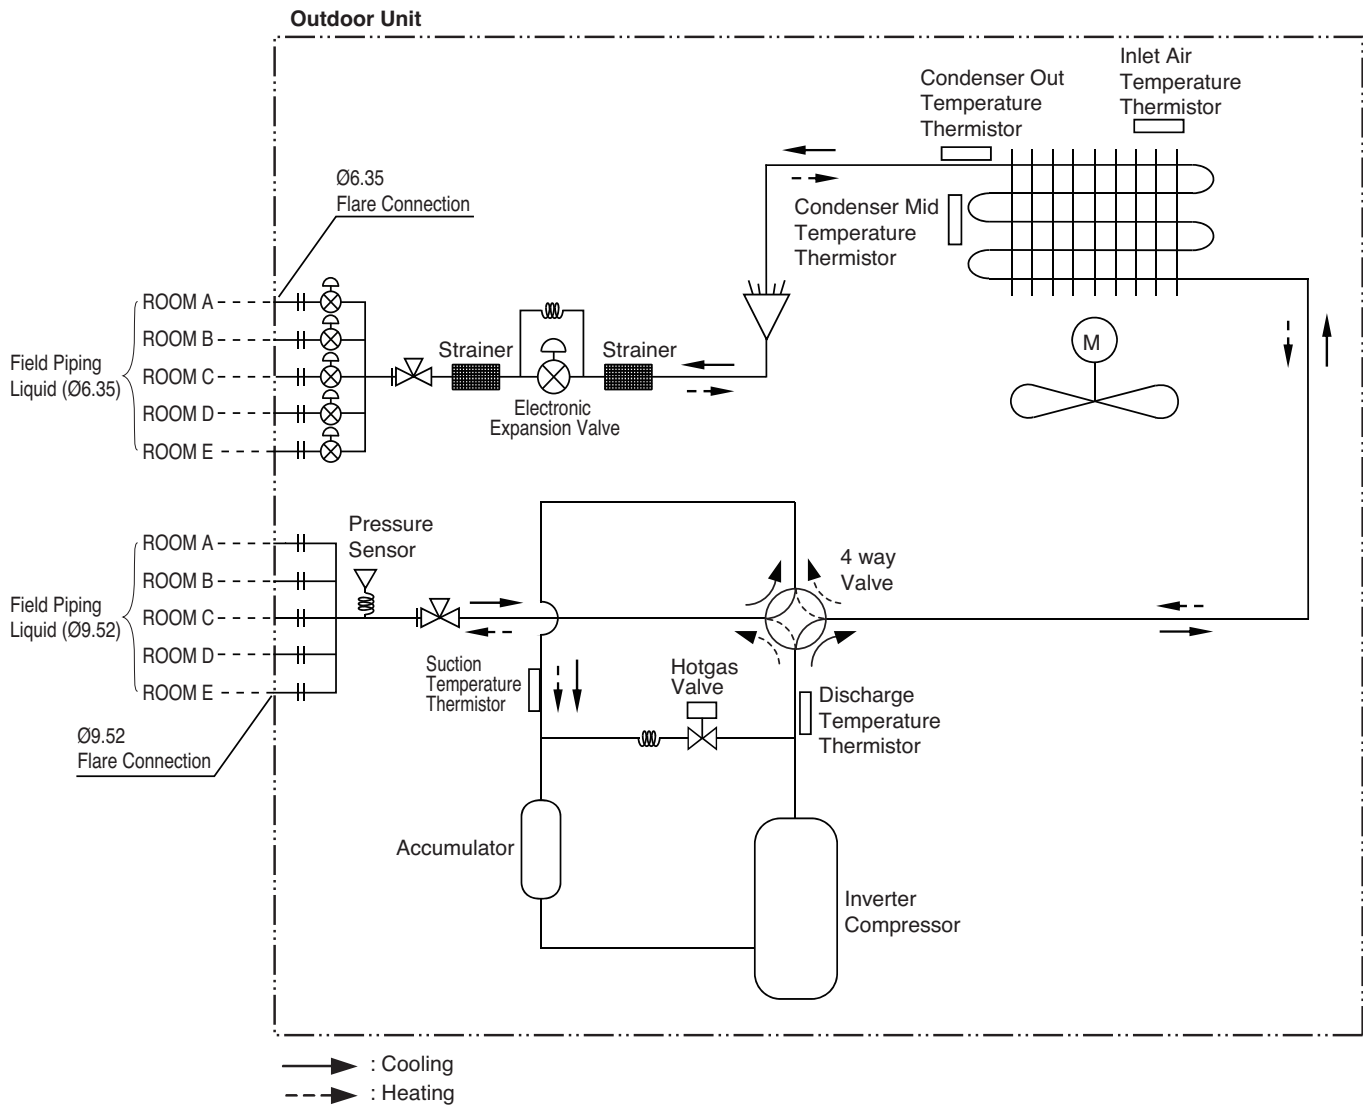 Outdoor Unit
Inlet Air
Temperature
Thermistor
Condenser Out
Temperature
Thermistor
Condenser Mid
Temperature
Thermistor
Ø6.35
Flare Connection
ROOM A
ROOM B
ROOM C
ROOM D
ROOM E
Field Piping
Liquid (Ø6.35)
Strainer
Strainer
Electronic
Expansion Valve
M
Pressure
Sensor
4 way
Valve
ROOM A
ROOM B
ROOM C
ROOM D
ROOM E
Field Piping
Liquid (Ø9.52)
Suction
Temperature
Thermistor
Hotgas
Valve
Discharge
Temperature
Thermistor
Ø9.52
Flare Connection
Accumulator
Inverter
Compressor
: Cooling
: Heating